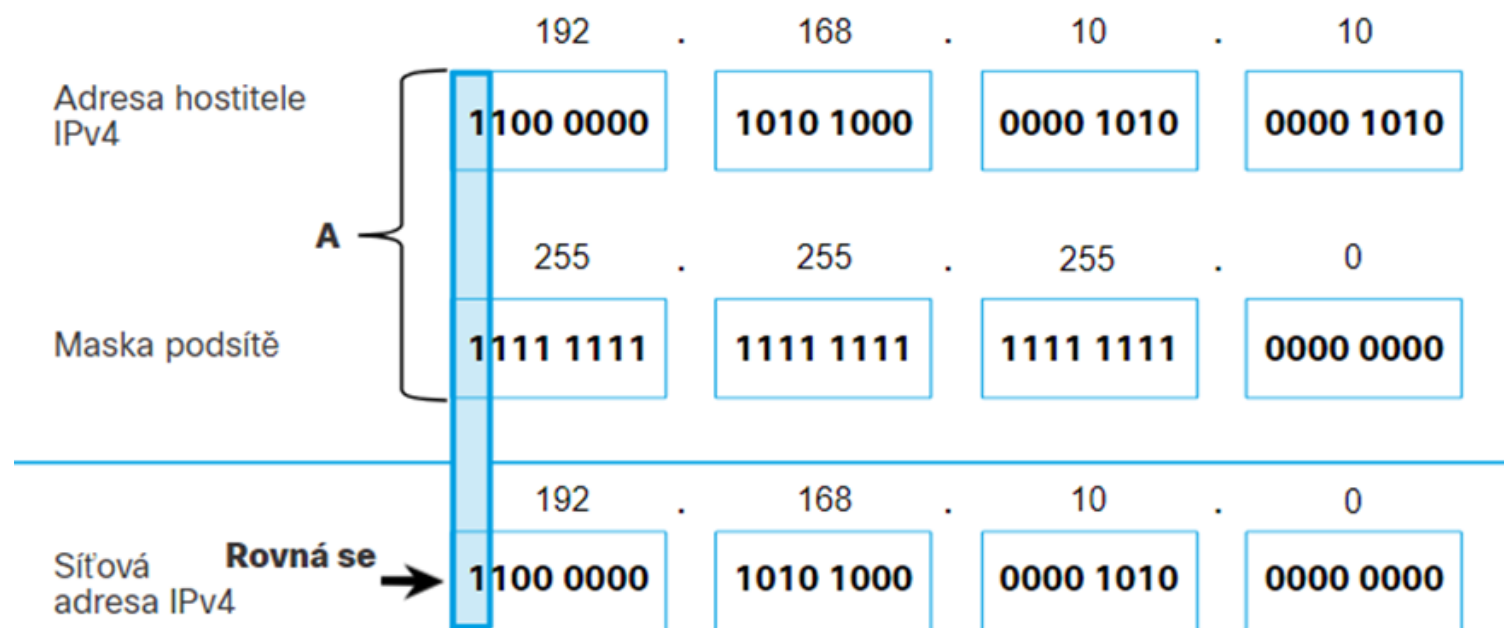 192 . 168 . 10 . 10
Adresa hostitele
IPv4
1100 0000 1010 1000 0000 1010 0000 1010
A
255 . 255 . 255 . 0
Maska podsítě
1111 1111 1111 1111 1111 1111 0000 0000
192 . 168 . 10 . 0
Síťová
adresa IPv4
Rovná se
1100 0000 1010 1000 0000 1010 0000 0000